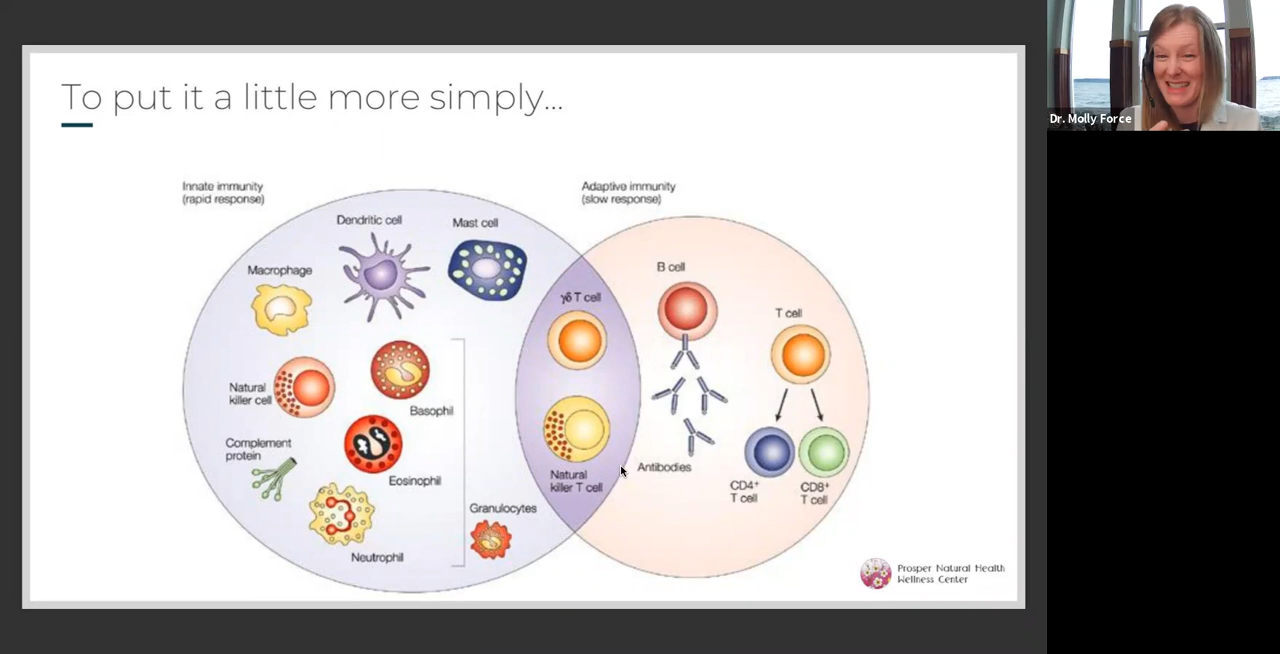 To put it a little more simply...
Innate immunity
(rapid response)
Adaptive immunity
(slow response)
Dendritic cell
Mast cell
Macrophage
B cell
γδ T cell
T cell
Natural
killer cell
Basophil
Complement
protein
Eosinophil
Antibodies
Natural
killer T cell
CD4⁺
T cell
CD8⁺
T cell
Granulocytes
Neutrophil
Prosper Natural Health
Wellness Center
Dr. Molly Force